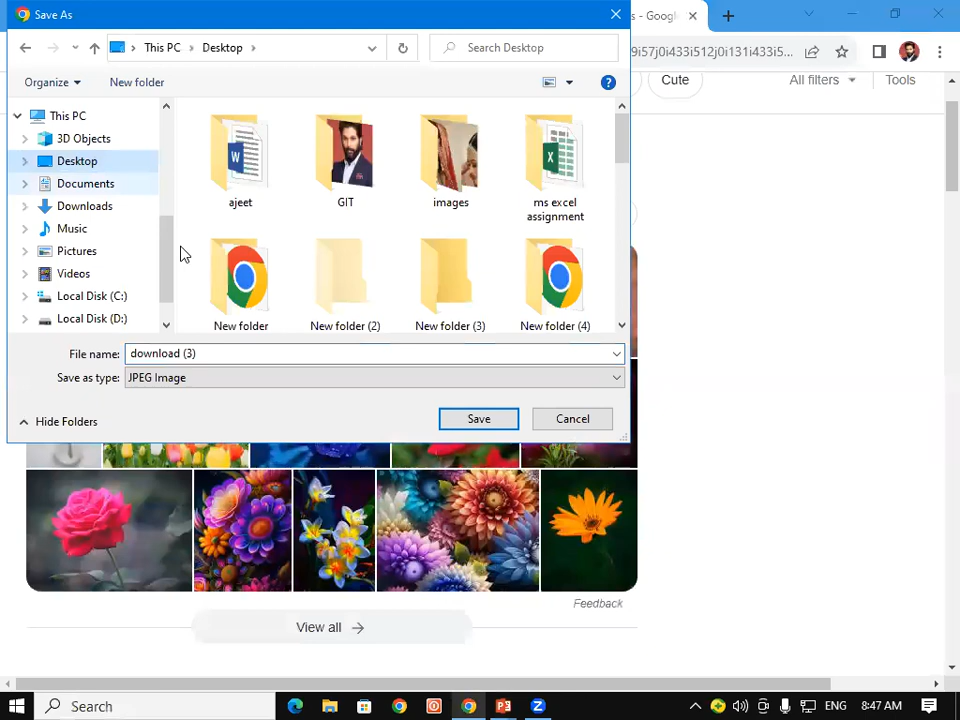 Save As
s - Google
This PC
Desktop
Search Desktop
9i57j0i433i512j0i131i433i5...
Organize
New folder
Cute
All filters
Tools
This PC
3D Objects
Desktop
Documents
Downloads
Music
Pictures
Videos
Local Disk (C:)
Local Disk (D:)
ajeet
GIT
images
ms excel
assignment
New folder
New folder (2)
New folder (3)
New folder (4)
File name:
download (3)
Save as type:
JPEG Image
Hide Folders
Save
Cancel
Feedback
View all
Search
ENG
8:47 AM